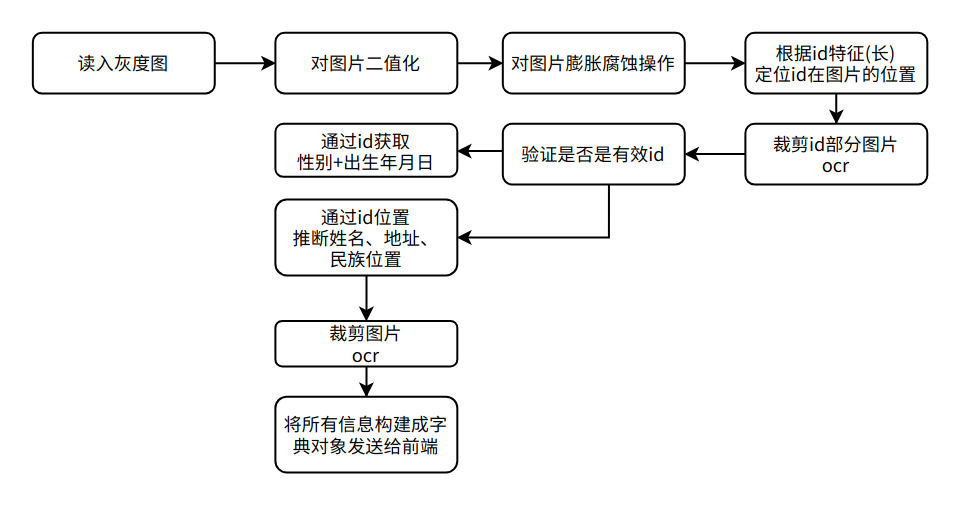 读入灰度图
对图片二值化
对图片膨胀腐蚀操作
根据id特征(长)
定位id在图片的位置
裁剪id部分图片
ocr
验证是否是有效id
通过id获取
性别+出生年月日
通过id位置
推断姓名、地址、
民族位置
裁剪图片
ocr
将所有信息构建成字
典对象发送给前端